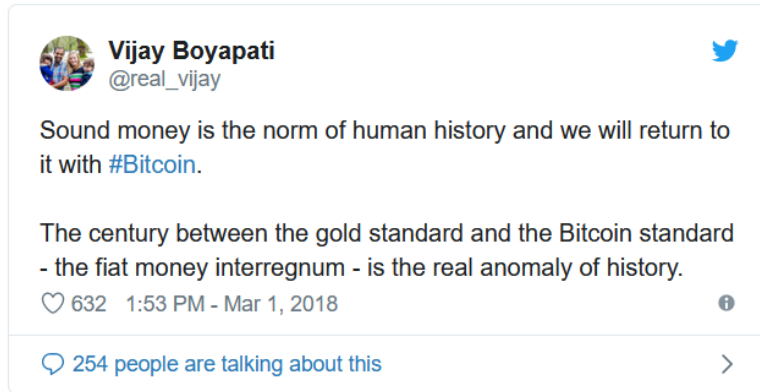 Vijay Boyapati
@real_vijay
Sound money is the norm of human history and we will return to
it with #Bitcoin.
The century between the gold standard and the Bitcoin standard
- the fiat money interregnum - is the real anomaly of history.
632 1:53 PM - Mar 1, 2018
254 people are talking about this